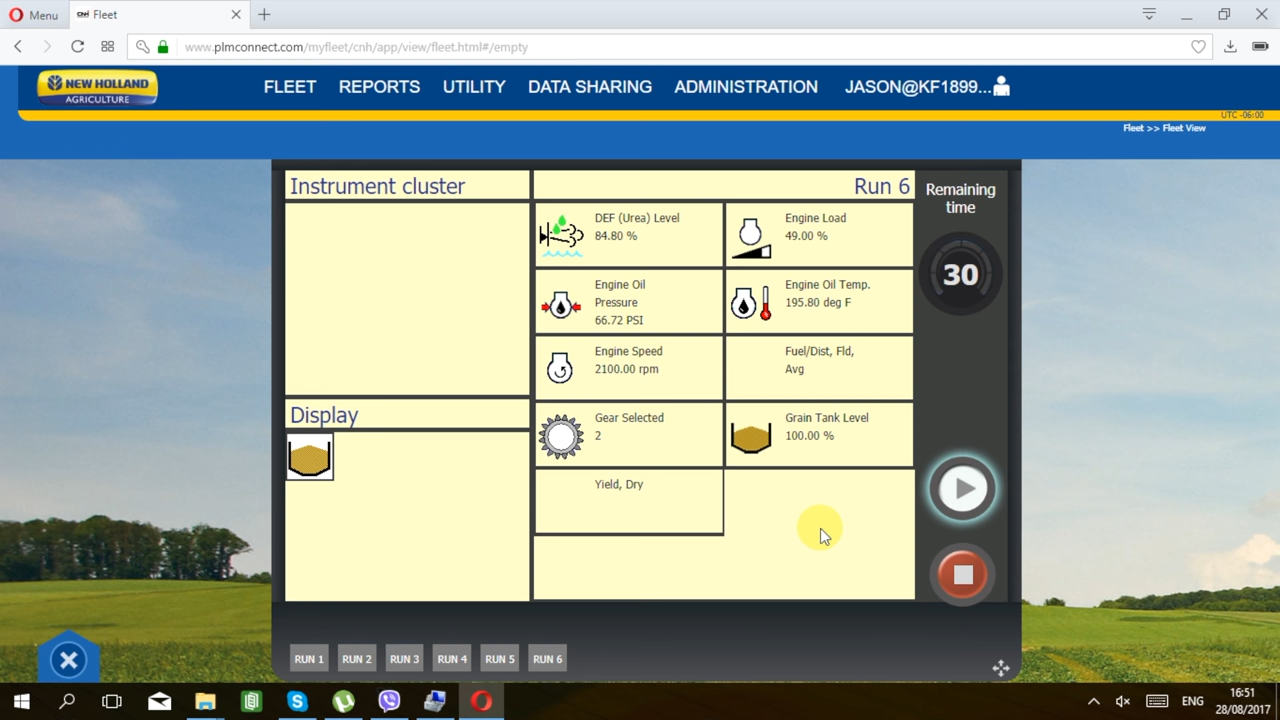 Menu
CNH Fleet
www.plmconnect.com/myfleet/cnh/app/view/fleet.html#/empty
NEW HOLLAND
AGRICULTURE
FLEET REPORTS UTILITY DATA SHARING ADMINISTRATION JASON@KF1899...
UTC -06:00
Fleet >> Fleet View
Instrument cluster
Run 6
Remaining
time
30
DEF (Urea) Level
84.80 %
Engine Load
49.00 %
Engine Oil
Pressure
66.72 PSI
Engine Oil Temp.
195.80 deg F
Engine Speed
2100.00 rpm
Fuel/Dist, Fld,
Avg
Display
Gear Selected
2
Grain Tank Level
100.00 %
Yield, Dry
RUN 1 RUN 2 RUN 3 RUN 4 RUN 5 RUN 6
ENG
16:51
28/08/2017